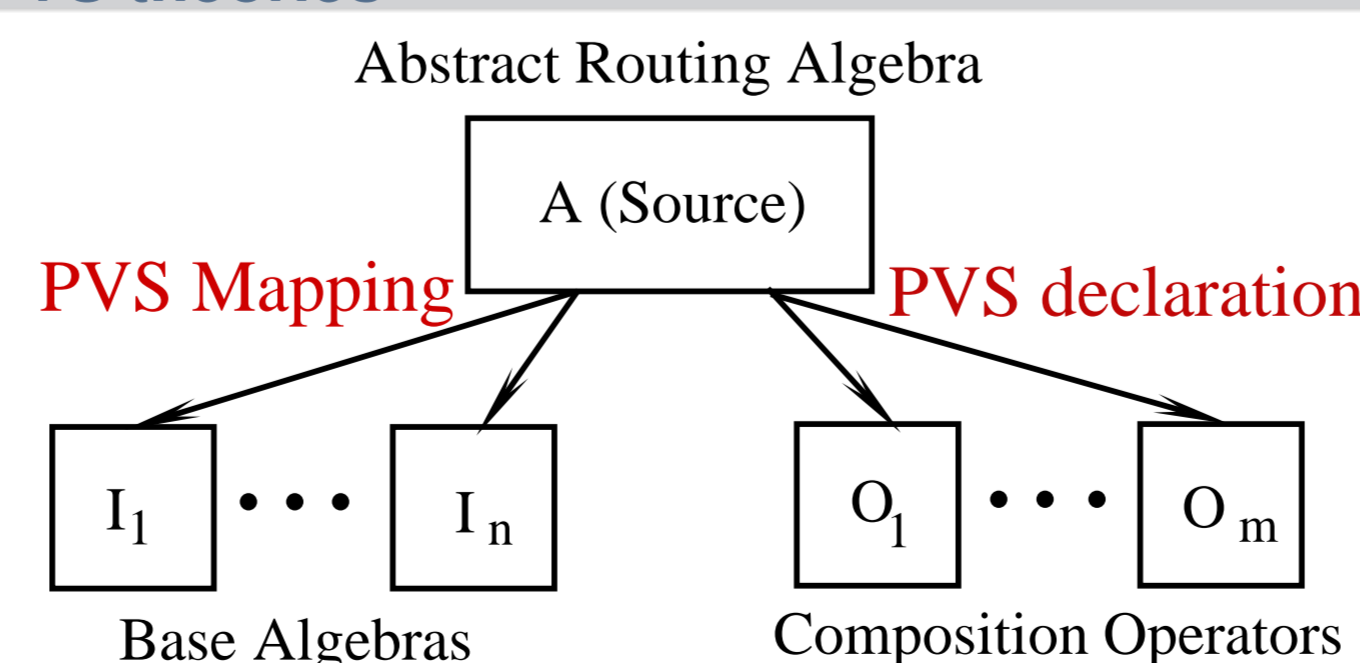 Abstract Routing Algebra
A (Source)
PVS Mapping
PVS declaration
I1 • • • In
O1 • • • Om
Base Algebras
Composition Operators